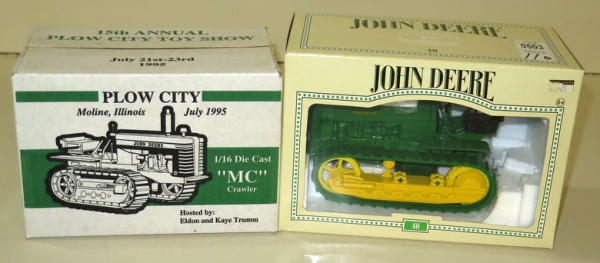 15th ANNUAL
PLOW CITY TOY SHOW
July 21st-23rd
1995
PLOW CITY
Moline, Illinois July 1995
JOHN DEERE
1/16 Die Cast
"MC"
Crawler
Hosted by:
Eldon and Kaye Trumm
JOHN DEERE
40
0503
JOHN DEERE
40